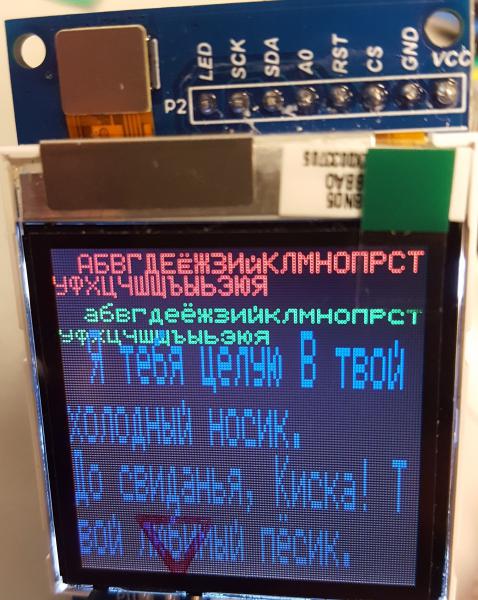 LED SCK SDA A0 RST CS GND VCC
P2
АБВГДЕЁЖЗИЙКЛМНОПРСТ
УФХЦЧШЩЪЫЬЭЮЯ
абвгдеёжзийклмнопрст
уфхцчшщъыьэюя
Я тебя целую В твой
холодный носик.
До свиданья, Киска! Т
вой любимый пёсик.